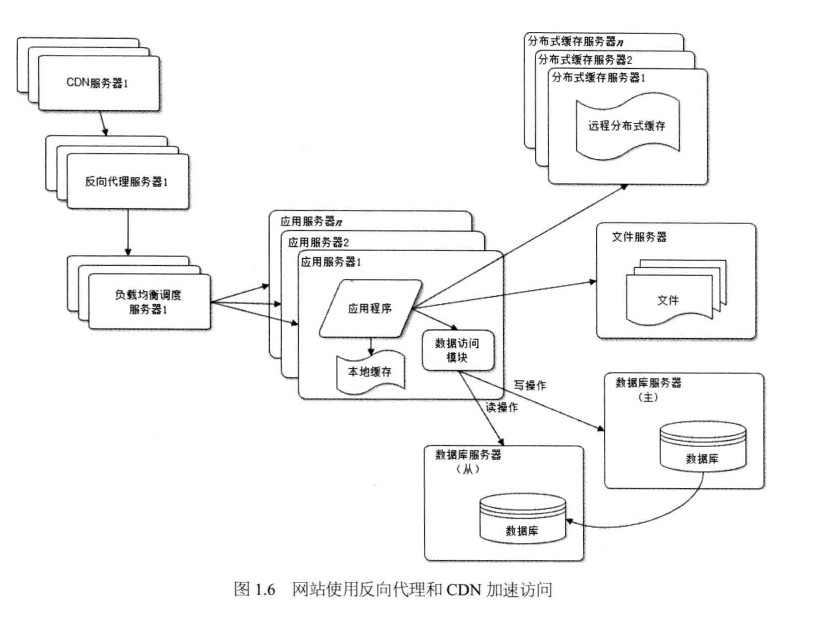 CDN服务器1
反向代理服务器1
负载均衡调度
服务器1
应用服务器n
应用服务器2
应用服务器1
应用程序
本地缓存
数据访问
模块
分布式缓存服务器n
分布式缓存服务器2
分布式缓存服务器1
远程分布式缓存
文件服务器
文件
写操作
读操作
数据库服务器
（主）
数据库
数据库服务器
（从）
数据库
图 1.6 网站使用反向代理和 CDN 加速访问